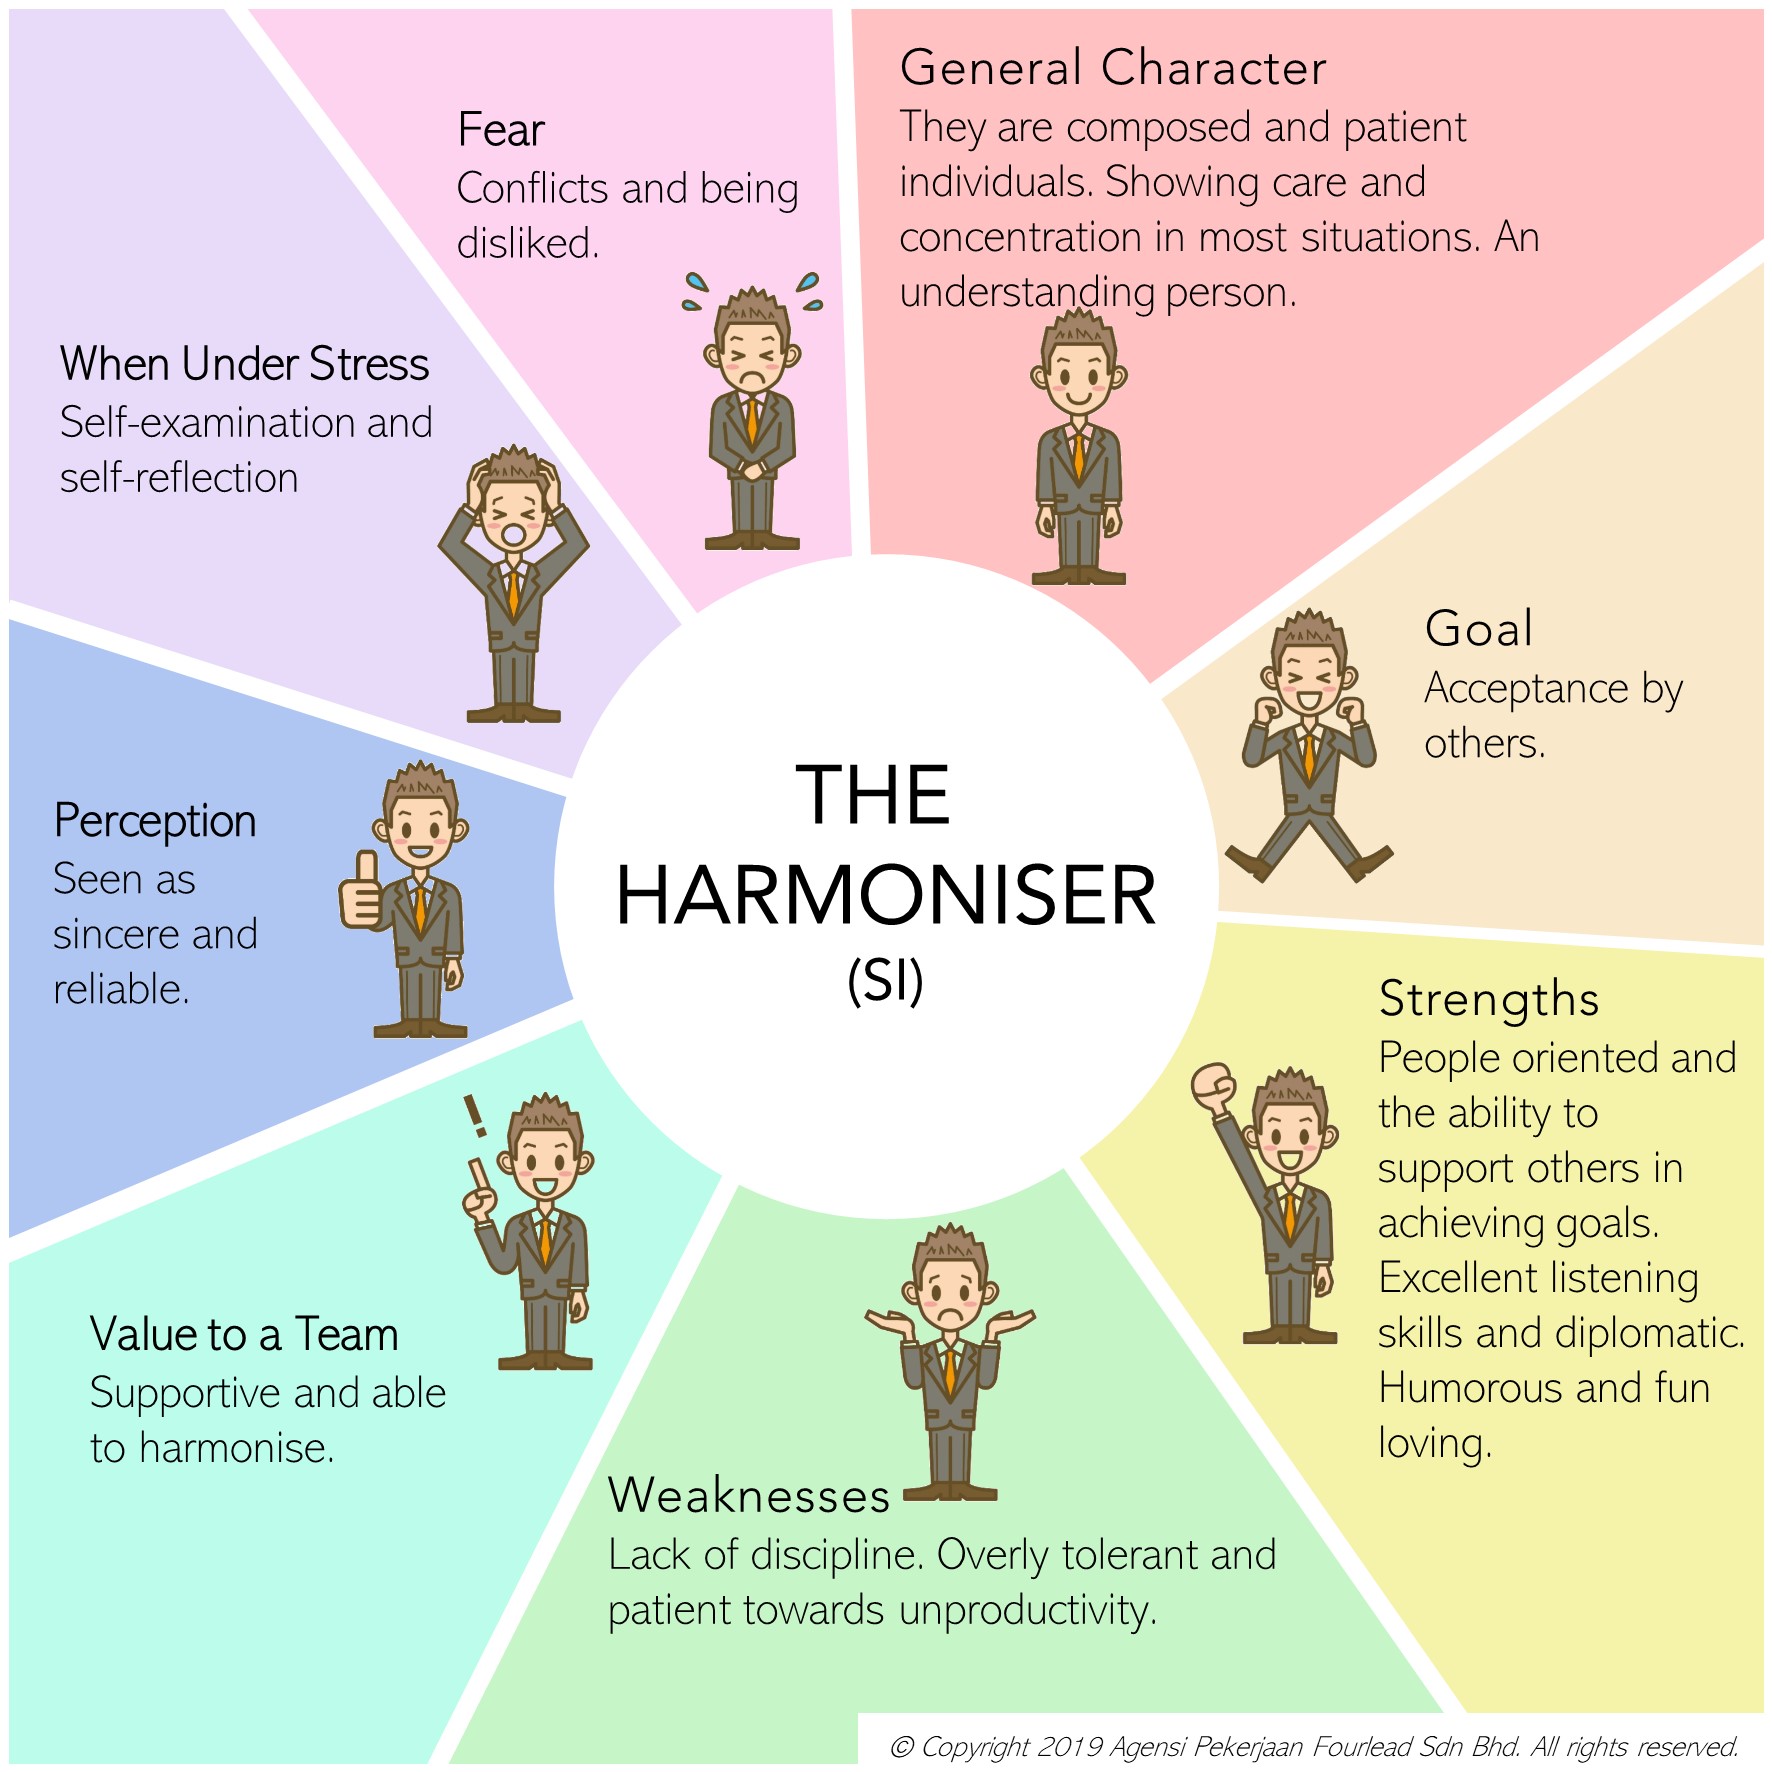 General Character
They are composed and patient
individuals. Showing care and
concentration in most situations. An
understanding person.
Goal
Acceptance by
others.
Strengths
People oriented and
the ability to
support others in
achieving goals.
Excellent listening
skills and diplomatic.
Humorous and fun
loving.
Weaknesses
Lack of discipline. Overly tolerant and
patient towards unproductivity.
Value to a Team
Supportive and able
to harmonise.
Perception
Seen as
sincere and
reliable.
When Under Stress
Self-examination and
self-reflection
Fear
Conflicts and being
disliked.
THE
HARMONISER
(SI)
!
© Copyright 2019 Agensi Pekerjaan Fourlead Sdn Bhd. All rights reserved.